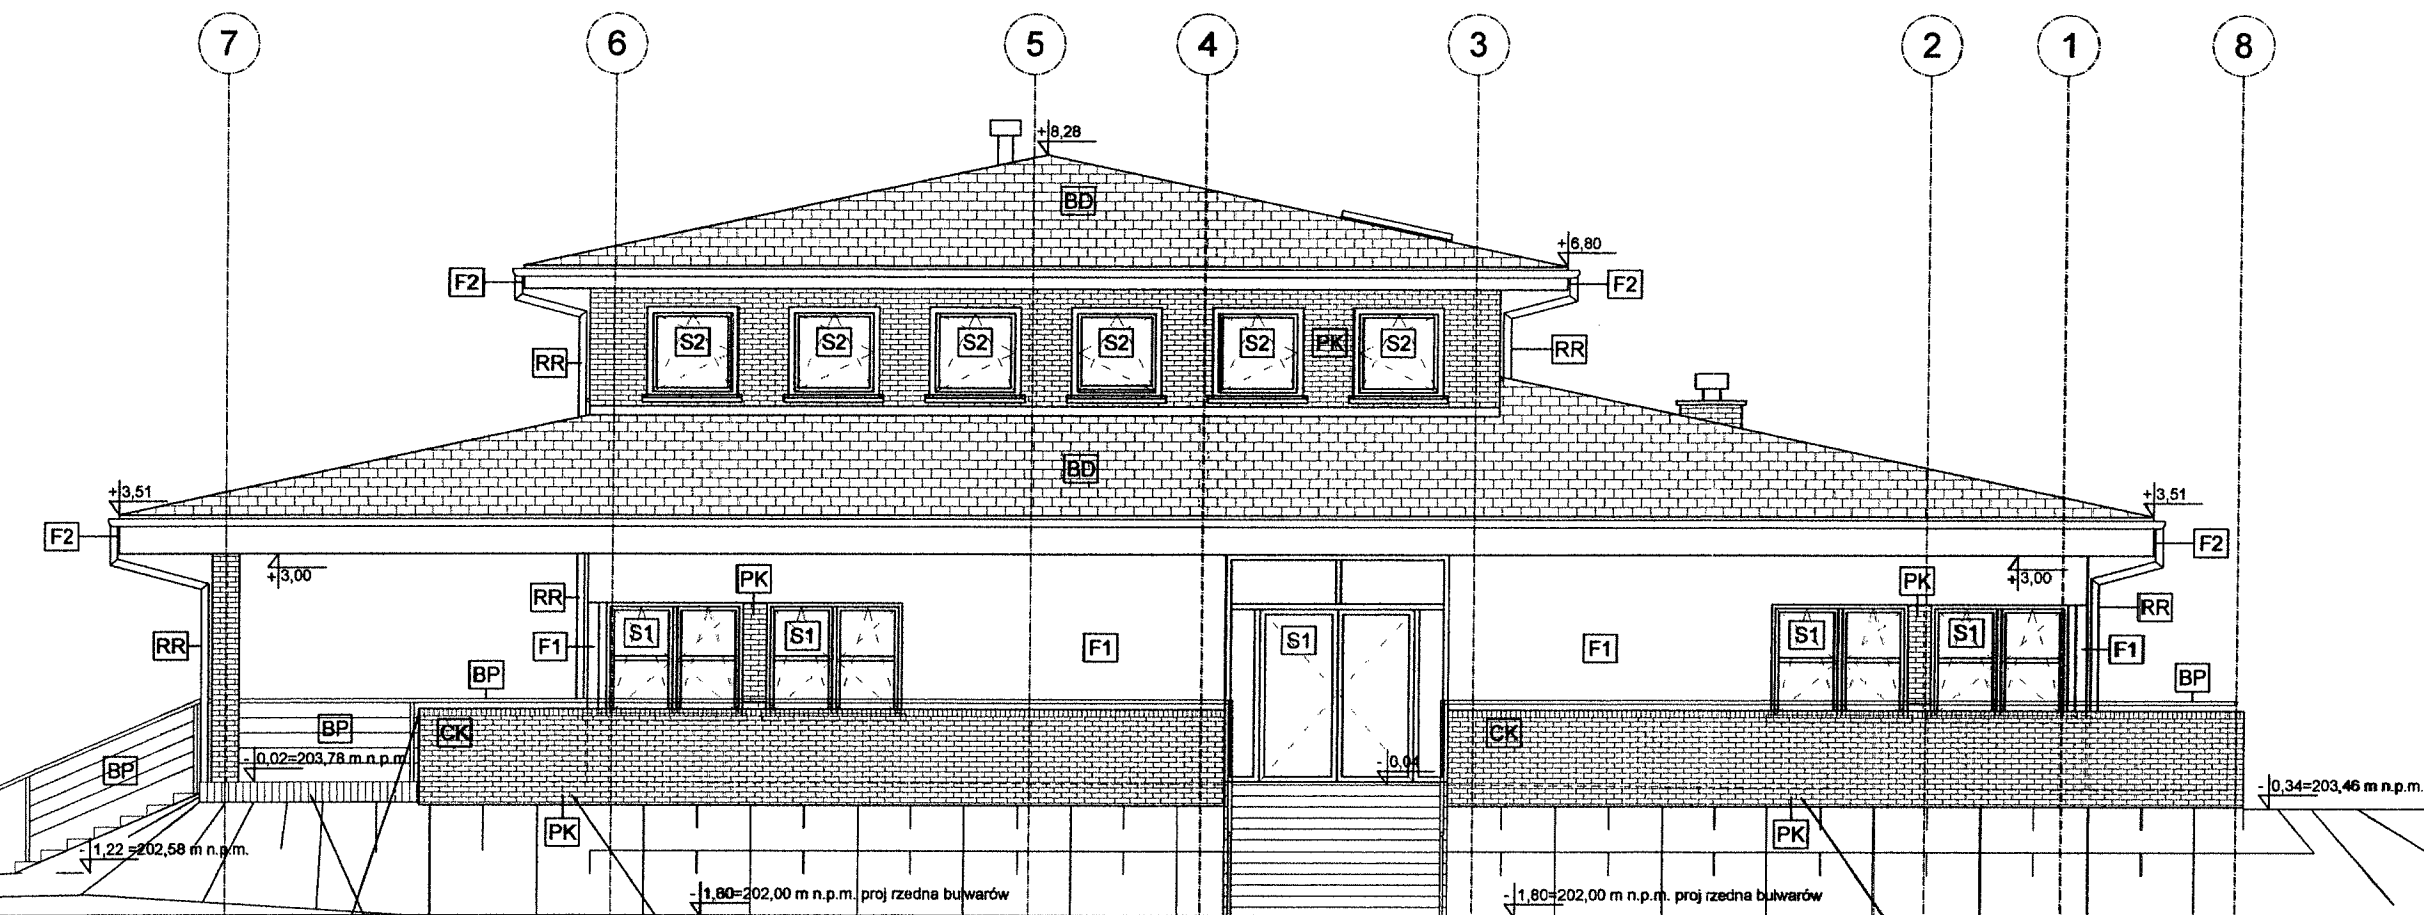 7 6 5 4 3 2 1 8
+8,28
BD
+6,80
F2 F2
S2 S2 S2 S2 S2 PK S2
RR RR
BD
+3,51 +3,51
F2 F2
+3,00 +3,00
PK PK
RR RR
S1 S1 S1 S1 S1
RR F1 F1 F1 F1
BP BP
BP CK CK
- 0,02=203,78 m n.p.m. - 0,04
BP
- 0,34=203,46 m n.p.m.
PK PK
- 1,22 =202,58 m n.p.m.
- 1,80=202,00 m n.p.m. proj rzedna bulwarów - 1,80=202,00 m n.p.m. proj rzedna bulwarów